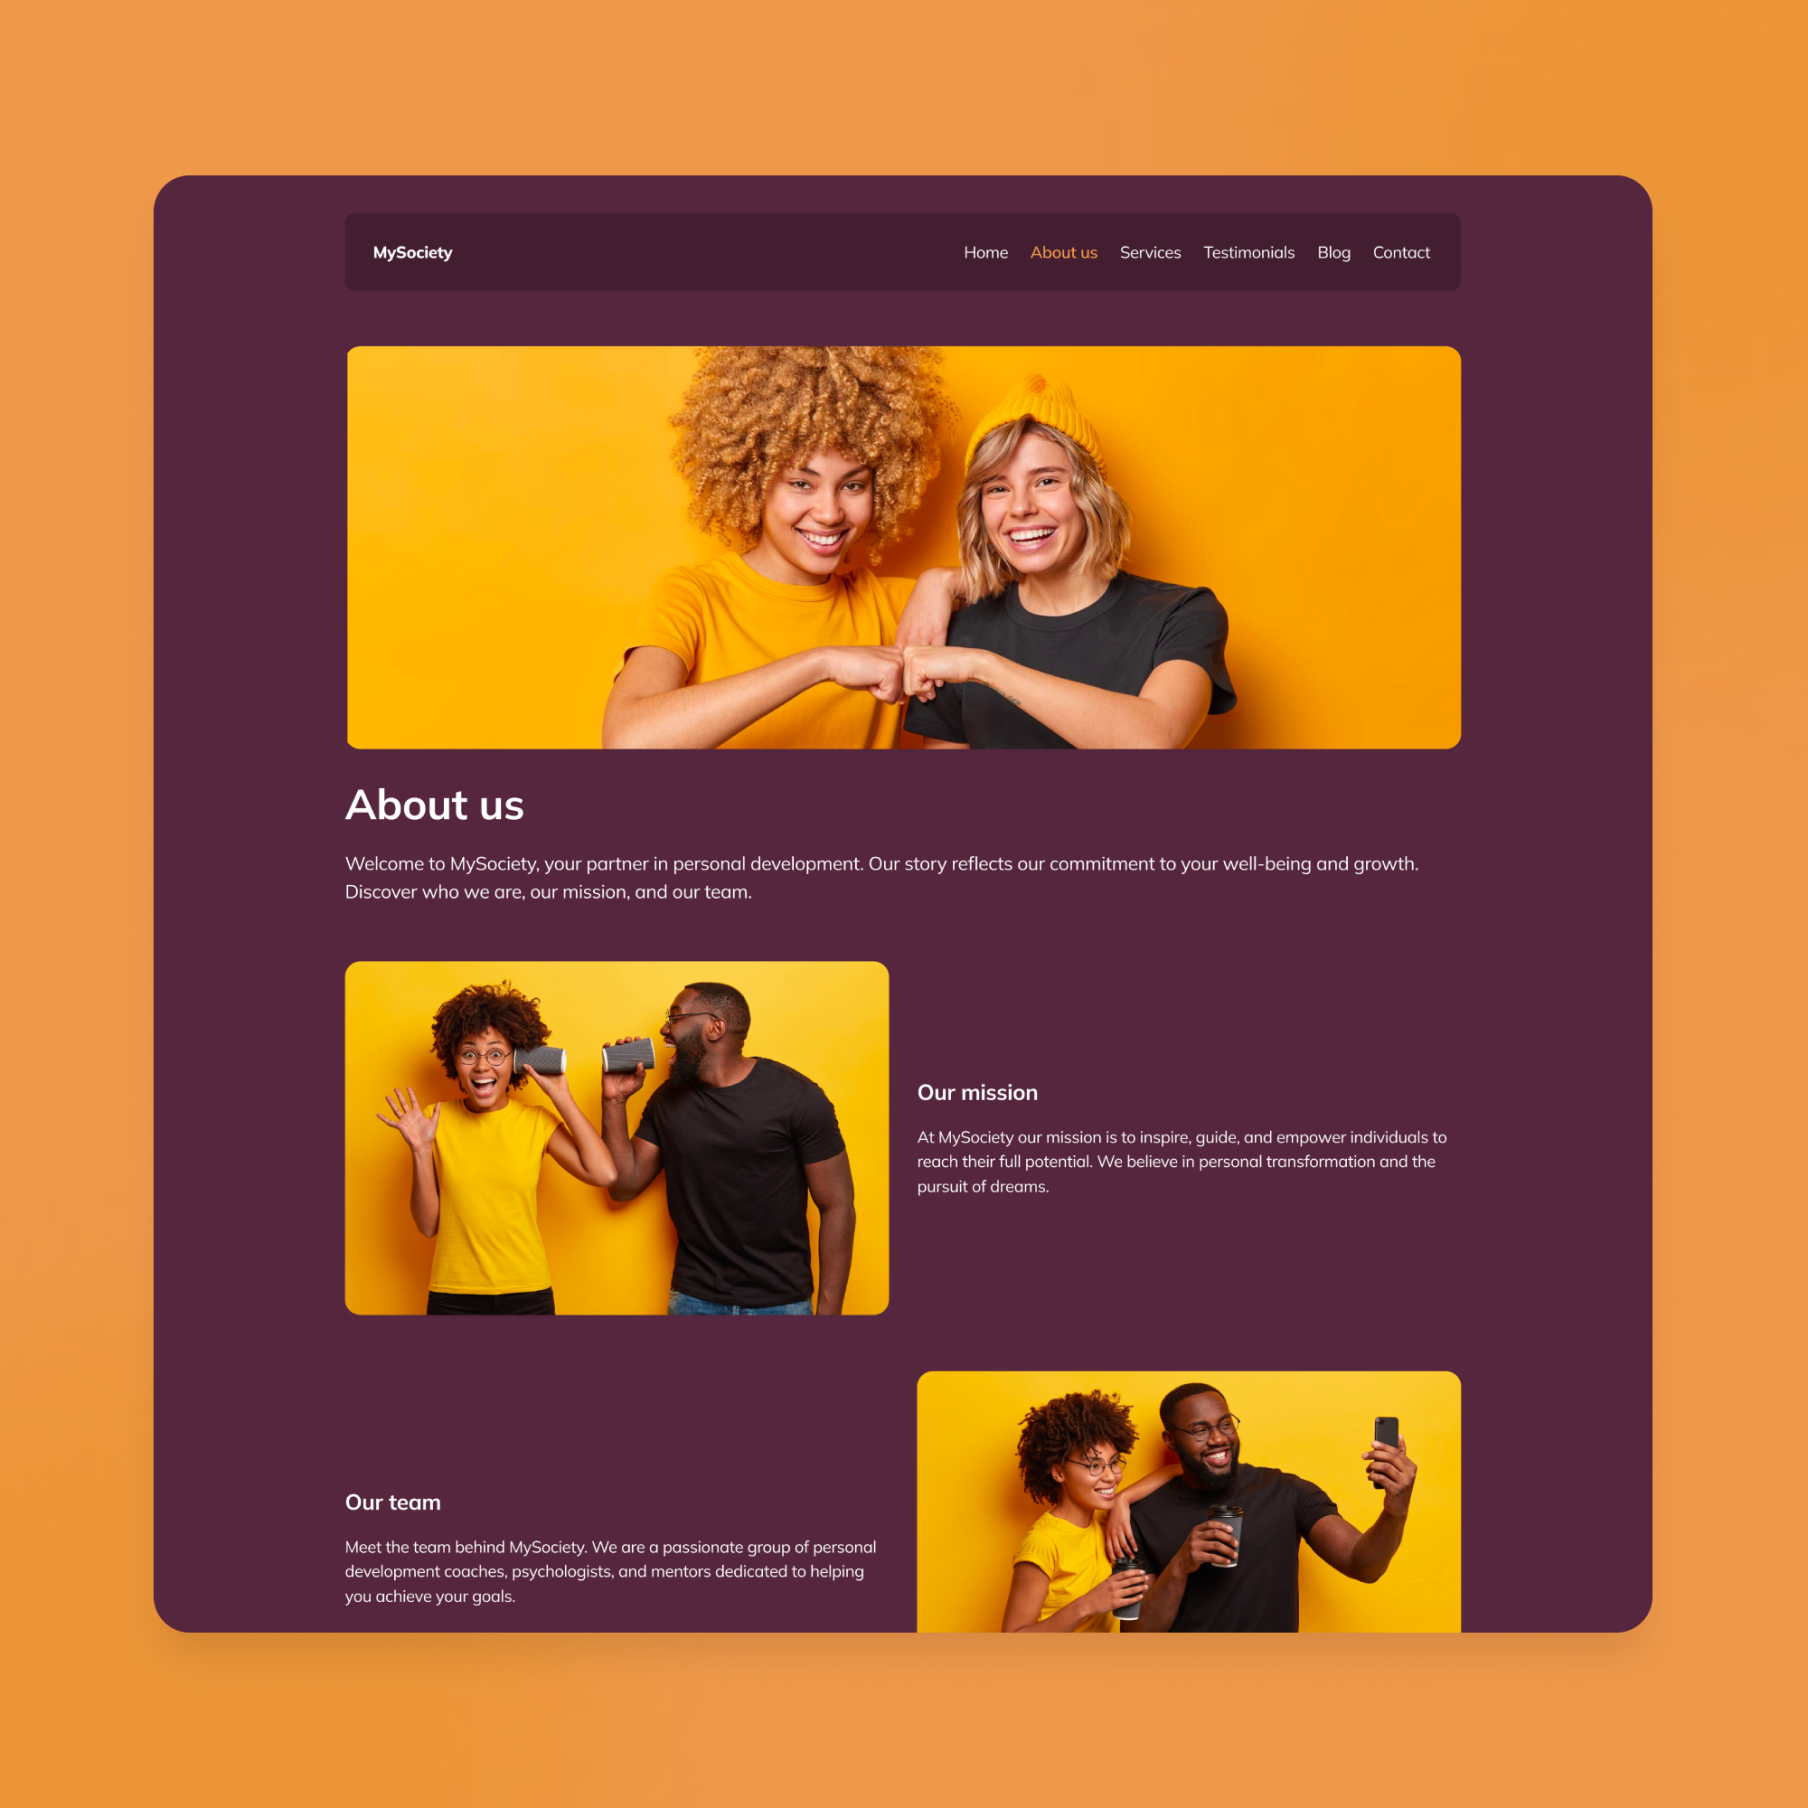 MySociety
Home About us Services Testimonials Blog Contact
About us
Welcome to MySociety, your partner in personal development. Our story reflects our commitment to your well-being and growth.
Discover who we are, our mission, and our team.
Our mission
At MySociety our mission is to inspire, guide, and empower individuals to
reach their full potential. We believe in personal transformation and the
pursuit of dreams.
Our team
Meet the team behind MySociety. We are a passionate group of personal
development coaches, psychologists, and mentors dedicated to helping
you achieve your goals.